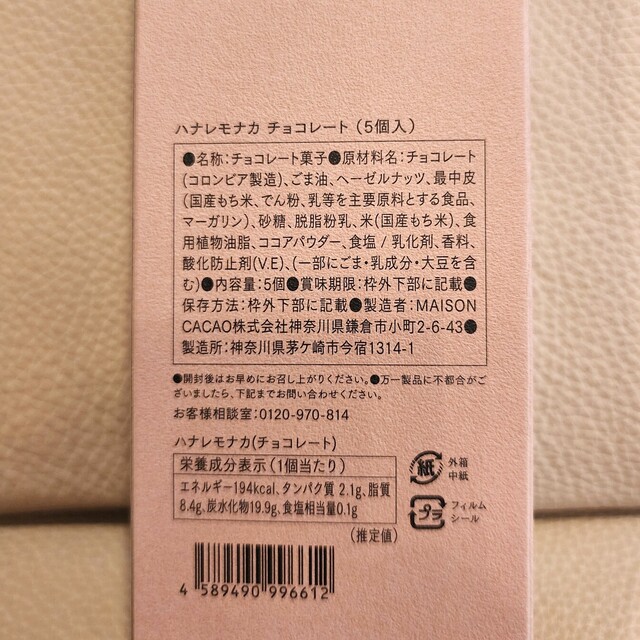 ハナレモナカ チョコレート（5個入）
●名称:チョコレート菓子●原材料名:チョコレート
(コロンビア製造)、ごま油、ヘーゼルナッツ、最中皮
(国産もち米、でん粉、乳等を主要原料とする食品、
マーガリン)、砂糖、脱脂粉乳、米(国産もち米)、食
用植物油脂、ココアパウダー、食塩 / 乳化剤、香料、
酸化防止剤(V.E)、(一部にごま・乳成分・大豆を含
む)●内容量:5個●賞味期限:枠外下部に記載●
保存方法:枠外下部に記載●製造者:MAISON
CACAO株式会社神奈川県鎌倉市小町2-6-43●
製造所:神奈川県茅ケ崎市今宿1314-1
●開封後はお早めにお召し上がりください。●万一製品に不都合がご
ざいましたら、下記までお問い合わせください。
お客様相談室:0120-970-814
ハナレモナカ(チョコレート)
栄養成分表示（1個当たり）
エネルギー194kcal、タンパク質 2.1g、脂質
8.4g、炭水化物19.9g、食塩相当量0.1g
(推定値)
紙 外箱
中紙
プラ フィルム
シール
4 589490 996612